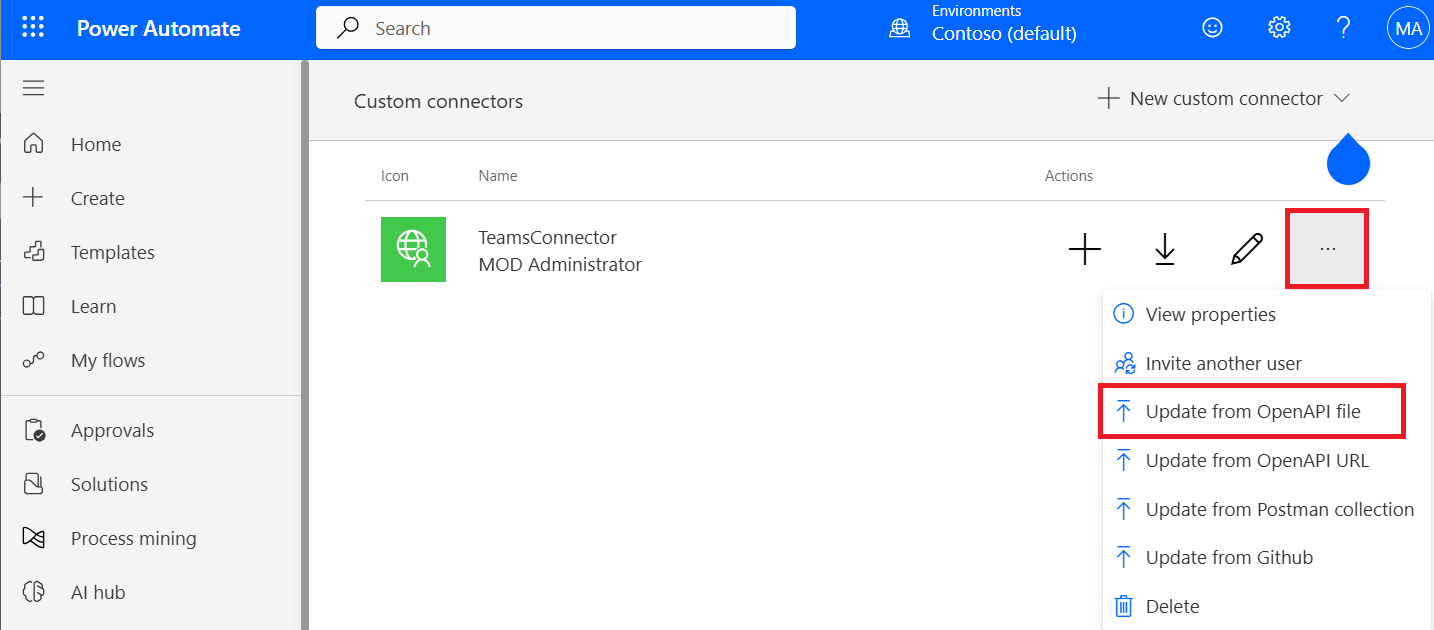 Power Automate
Search
Environments
Contoso (default)
MA
Home
Create
Templates
Learn
My flows
Approvals
Solutions
Process mining
AI hub
Custom connectors
New custom connector
Icon
Name
Actions
TeamsConnector
MOD Administrator
...
View properties
Invite another user
Update from OpenAPI file
Update from OpenAPI URL
Update from Postman collection
Update from Github
Delete